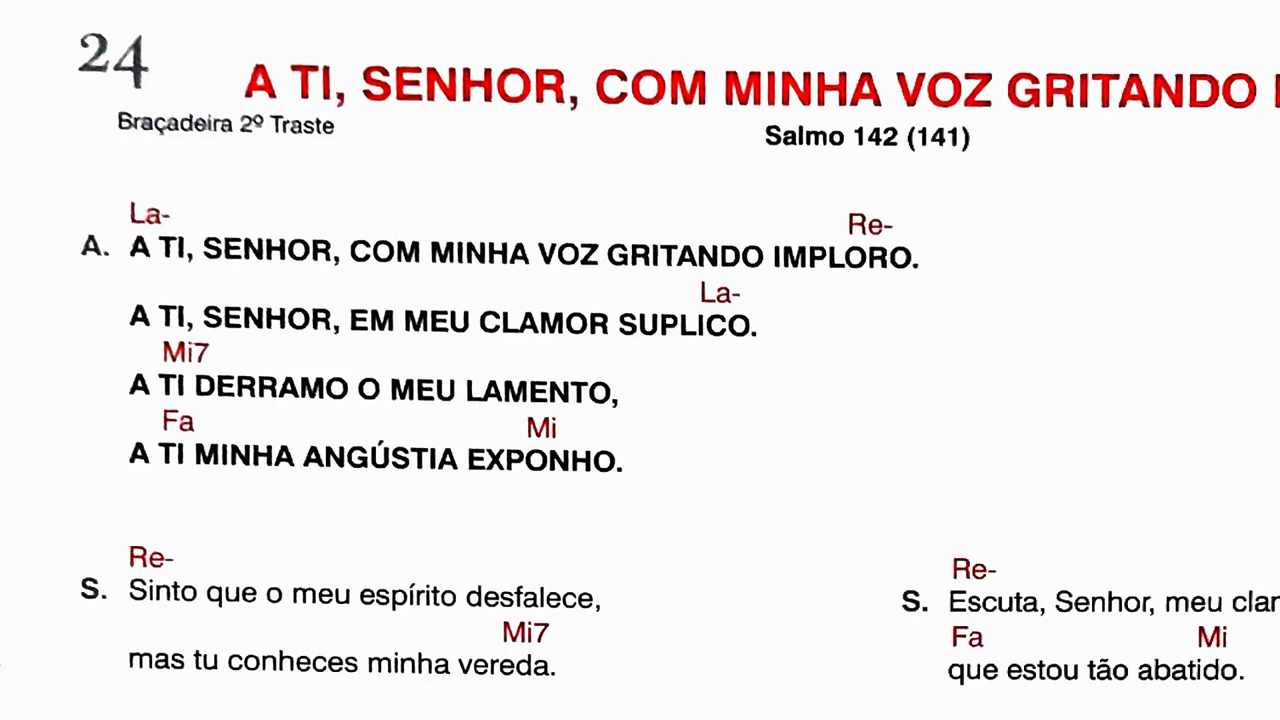 24
A TI, SENHOR, COM MINHA VOZ GRITANDO
Braçadeira 2º Traste
Salmo 142 (141)
La- Re-
A. A TI, SENHOR, COM MINHA VOZ GRITANDO IMPLORO.
La-
A TI, SENHOR, EM MEU CLAMOR SUPLICO.
Mi7
A TI DERRAMO O MEU LAMENTO,
Fa Mi
A TI MINHA ANGÚSTIA EXPONHO.
Re-
S. Sinto que o meu espírito desfalece,
Mi7
mas tu conheces minha vereda.
Re-
S. Escuta, Senhor, meu clar
Fa Mi
que estou tão abatido.